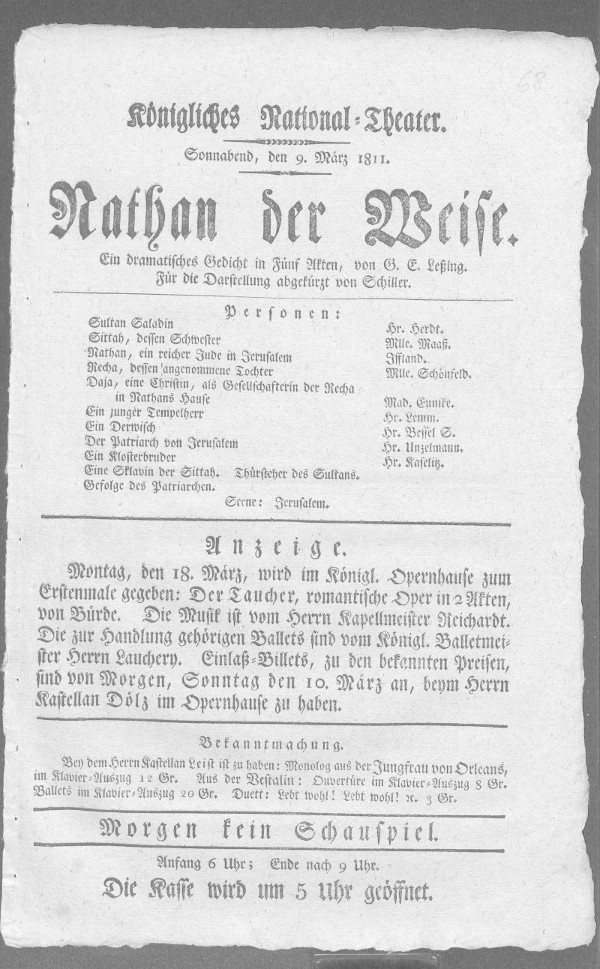 68
Königliches National-Theater.
Sonnabend, den 9. März 1811.
Nathan der Weise.
Ein dramatisches Gedicht in Fünf Akten, von G. E. Leßing.
Für die Darstellung abgekürzt von Schiller.
Personen:
Sultan Saladin Hr. Herdt.
Sittah, dessen Schwester Mlle. Maaß.
Nathan, ein reicher Jude in Jerusalem Iffland.
Recha, dessen angenommene Tochter Mlle. Schönfeld.
Daja, eine Christin, als Gesellschafterin der Recha
in Nathans Hause Mad. Eunike.
Ein junger Tempelherr Hr. Lemm.
Ein Derwisch Hr. Bessel S.
Der Patriarch von Jerusalem Hr. Unzelmann.
Ein Klosterbruder Hr. Kaselitz.
Eine Sklavin der Sittah. Thürsteher des Sultans.
Gefolge des Patriarchen.
Scene: Jerusalem.
Anzeige.
Montag, den 18. März, wird im Königl. Opernhause zum
Erstenmale gegeben: Der Taucher, romantische Oper in 2 Akten,
von Bürde. Die Musik ist vom Herrn Kapellmeister Reichardt.
Die zur Handlung gehörigen Ballets sind vom Königl. Balletmei-
ster Herrn Lauchery. Einlaß-Billets, zu den bekannten Preisen,
sind von Morgen, Sonntag den 10. März an, beym Herrn
Kastellan Dölz im Opernhause zu haben.
Bekanntmachung.
Bey dem Herrn Kastellan Leist ist zu haben: Monolog aus der Jungfrau von Orleans,
im Klavier-Auszug 12 Gr. Aus der Vestalin: Ouvertüre im Klavier-Auszug 8 Gr.
Ballets im Klavier-Auszug 20 Gr. Duett: Lebt wohl! Lebt wohl! ꝛc. 3 Gr.
Morgen kein Schauspiel.
Anfang 6 Uhr; Ende nach 9 Uhr.
Die Kasse wird um 5 Uhr geöffnet.